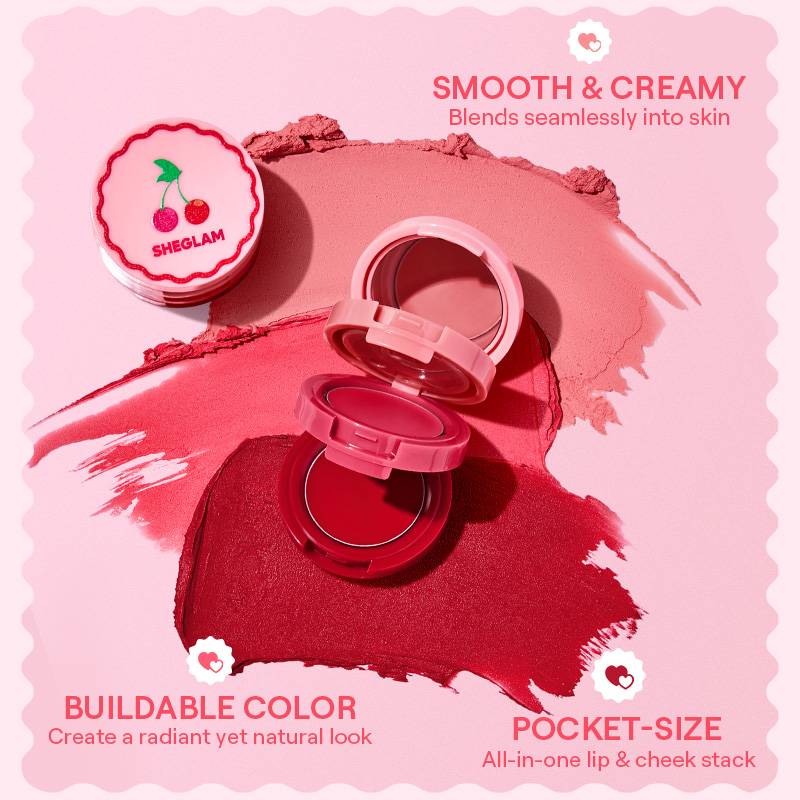 SMOOTH & CREAMY
Blends seamlessly into skin
SHEGLAM
BUILDABLE COLOR
Create a radiant yet natural look
POCKET-SIZE
All-in-one lip & cheek stack